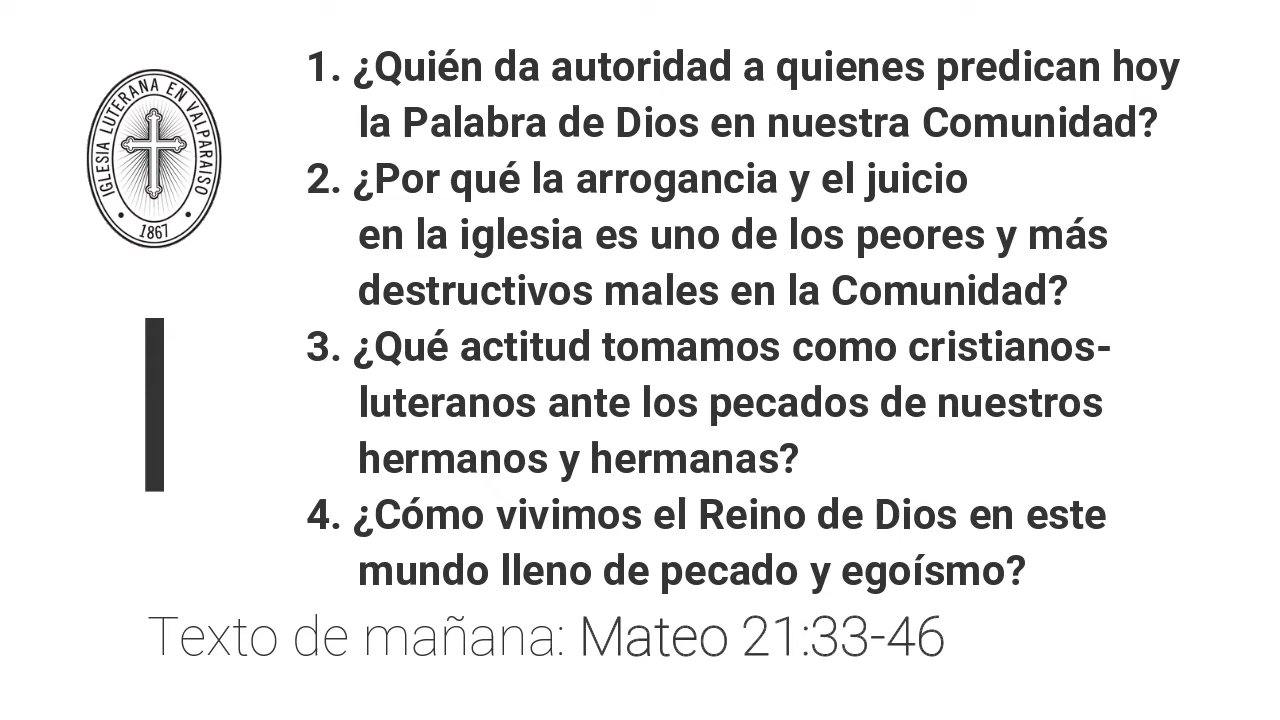 IGLESIA LUTERANA EN VALPARAISO
1867
1. ¿Quién da autoridad a quienes predican hoy
la Palabra de Dios en nuestra Comunidad?
2. ¿Por qué la arrogancia y el juicio
en la iglesia es uno de los peores y más
destructivos males en la Comunidad?
3. ¿Qué actitud tomamos como cristianos-
luteranos ante los pecados de nuestros
hermanos y hermanas?
4. ¿Cómo vivimos el Reino de Dios en este
mundo lleno de pecado y egoísmo?
Texto de mañana: Mateo 21:33-46